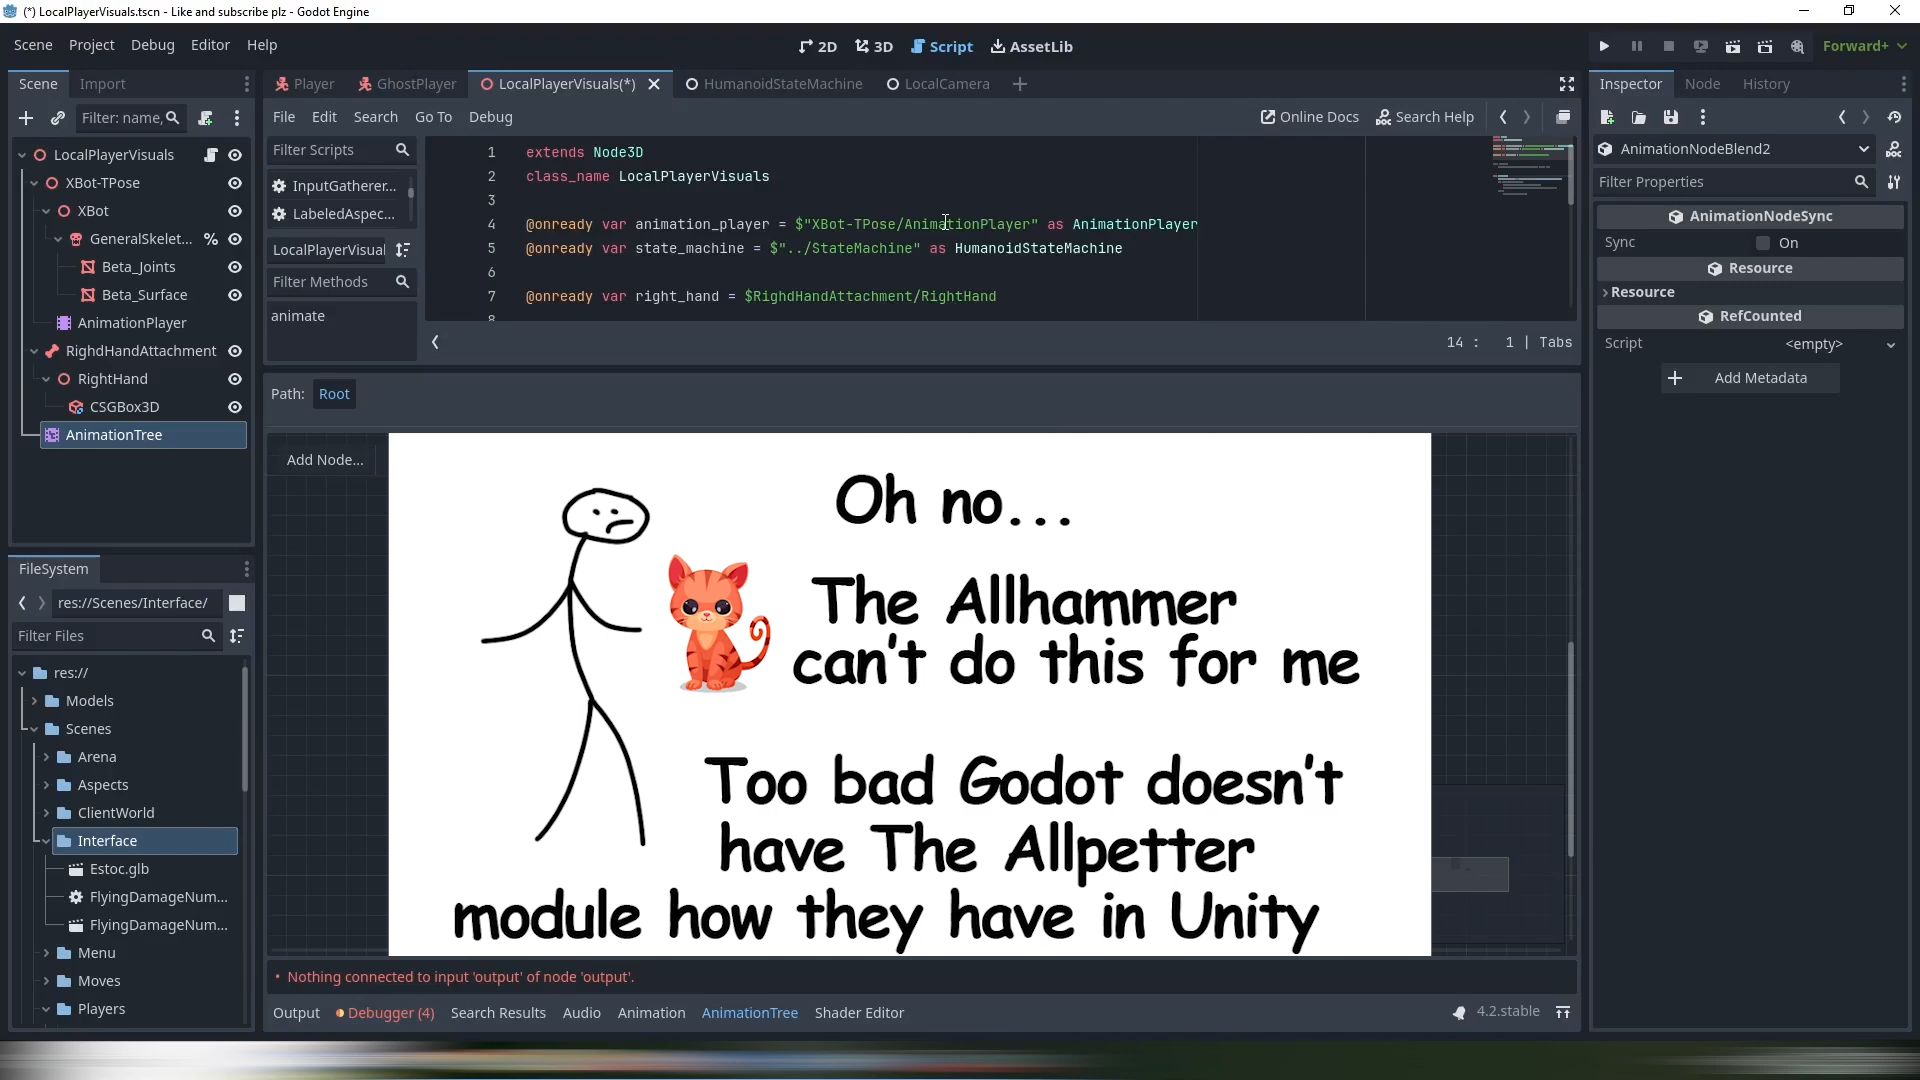 (*) LocalPlayerVisuals.tscn - Like and subscribe plz - Godot Engine
Scene Project Debug Editor Help
2D 3D Script AssetLib
Forward+
Scene Import
Filter: name,
LocalPlayerVisuals
XBot-TPose
XBot
GeneralSkelet... %
Beta_Joints
Beta_Surface
AnimationPlayer
RighdHandAttachment
RightHand
CSGBox3D
AnimationTree
FileSystem
res://Scenes/Interface/
Filter Files
res://
Models
Scenes
Arena
Aspects
ClientWorld
Interface
Estoc.glb
FlyingDamageNum...
FlyingDamageNum...
Menu
Moves
Players
Player GhostPlayer LocalPlayerVisuals(*) HumanoidStateMachine LocalCamera
File Edit Search Go To Debug
Online Docs Search Help
Filter Scripts
InputGatherer...
LabeledAspec...
LocalPlayerVisual
Filter Methods
animate
1 extends Node3D
2 class_name LocalPlayerVisuals
3
4 @onready var animation_player = $"XBot-TPose/AnimationPlayer" as AnimationPlayer
5 @onready var state_machine = $"../StateMachine" as HumanoidStateMachine
6
7 @onready var right_hand = $RighdHandAttachment/RightHand
8
14 : 1 | Tabs
Path: Root
Add Node...
Oh no...
The Allhammer
can't do this for me
Too bad Godot doesn't
have The Allpetter
module how they have in Unity
• Nothing connected to input 'output' of node 'output'.
Output Debugger (4) Search Results Audio Animation AnimationTree Shader Editor
4.2.stable
Inspector Node History
AnimationNodeBlend2
Filter Properties
AnimationNodeSync
Sync On
Resource
Resource
RefCounted
Script <empty>
Add Metadata